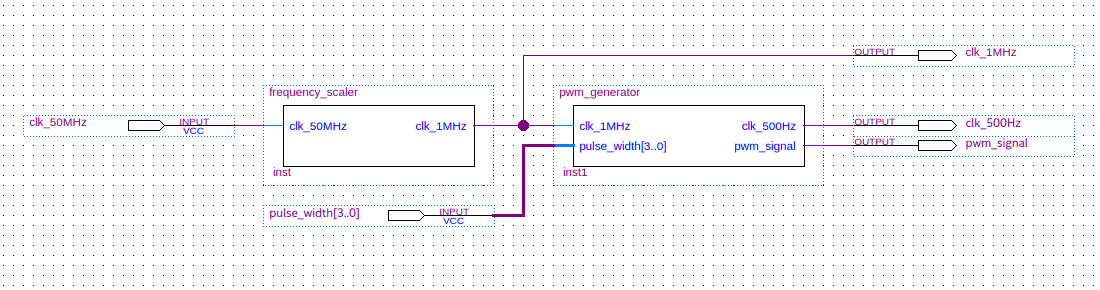 OUTPUT clk_1MHz
frequency_scaler
pwm_generator
clk_50MHz INPUT
VCC
clk_50MHz clk_1MHz
clk_1MHz clk_500Hz
OUTPUT clk_500Hz
pulse_width[3..0] pwm_signal
OUTPUT pwm_signal
inst
inst1
pulse_width[3..0] INPUT
VCC